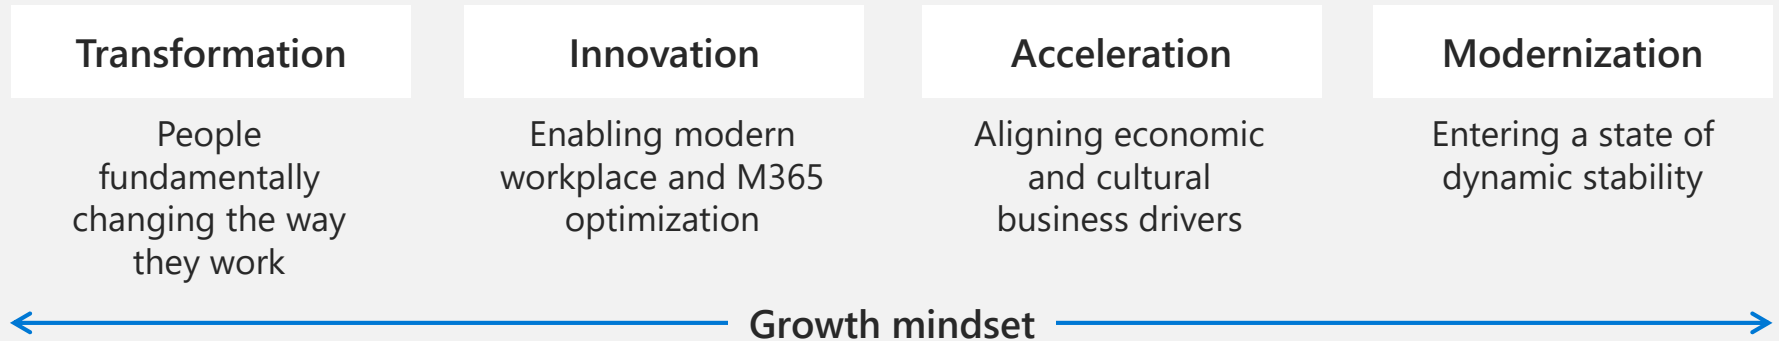 Transformation
People
fundamentally
changing the way
they work
Innovation
Enabling modern
workplace and M365
optimization
Acceleration
Aligning economic
and cultural
business drivers
Modernization
Entering a state of
dynamic stability
Growth mindset